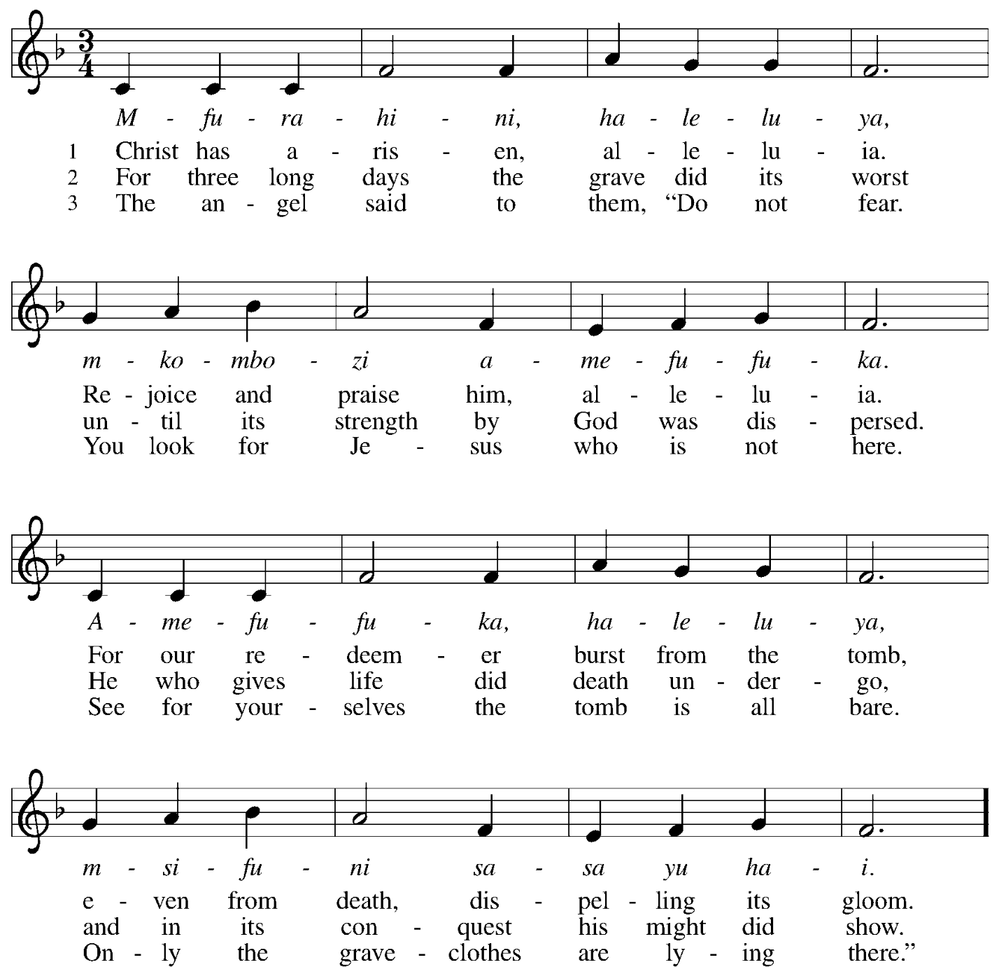 3
4
M - fu - ra - hi - ni, ha - le - lu - ya,
1 Christ has a - ris - en, al - le - lu - ia.
2 For three long days the grave did its worst
3 The an - gel said to them, “Do not fear.
m - ko - mbo - zi a - me - fu - fu - ka.
Re - joice and praise him, al - le - lu - ia.
un - til its strength by God was dis - persed.
You look for Je - sus who is not here.
A - me - fu - fu - ka, ha - le - lu - ya,
For our re - deem - er burst from the tomb,
He who gives life did death un - der - go,
See for your - selves the tomb is all bare.
m - si - fu - ni sa - sa yu ha - i.
e - ven from death, dis - pel - ling its gloom.
and in its con - quest his might did show.
On - ly the grave - clothes are ly - ing there.”